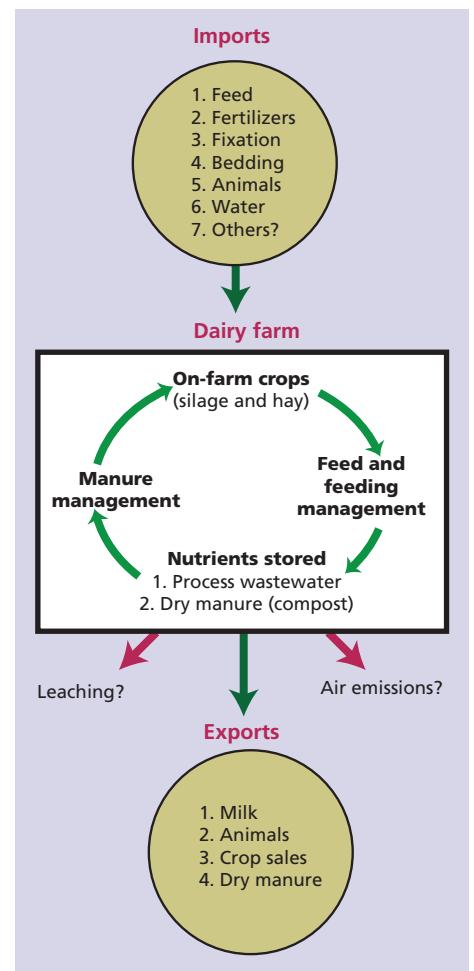 Imports
1. Feed
2. Fertilizers
3. Fixation
4. Bedding
5. Animals
6. Water
7. Others?
Dairy farm
On-farm crops
(silage and hay)
Manure
management
Feed and
feeding
management
Nutrients stored
1. Process wastewater
2. Dry manure (compost)
Leaching?
Air emissions?
Exports
1. Milk
2. Animals
3. Crop sales
4. Dry manure